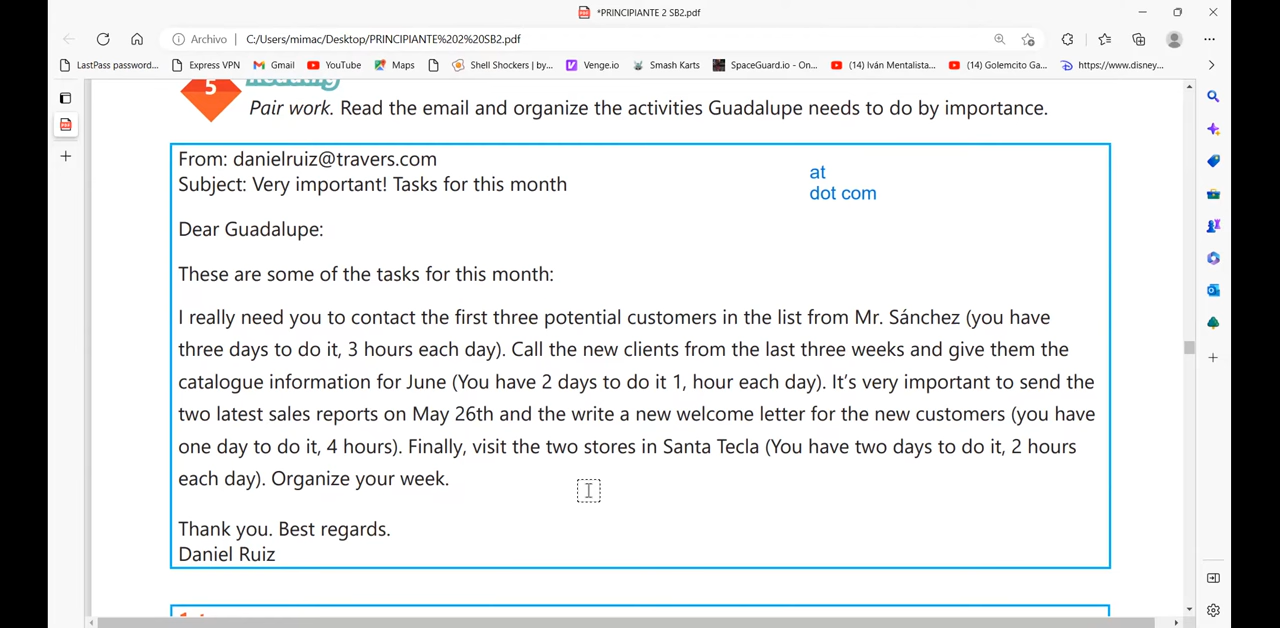 *PRINCIPIANTE 2 SB2.pdf
Archivo
C:/Users/mimac/Desktop/PRINCIPIANTE%202%20SB2.pdf
LastPass password...
Express VPN
Gmail
YouTube
Maps
Shell Shockers | by...
Venge.io
Smash Karts
SpaceGuard.io - On...
(14) Iván Mentalista...
(14) Golemcito Ga...
https://www.disney...
5
Reading
Pair work. Read the email and organize the activities Guadalupe needs to do by importance.
From: danielruiz@travers.com
at
Subject: Very important! Tasks for this month
dot com
Dear Guadalupe:
These are some of the tasks for this month:
I really need you to contact the first three potential customers in the list from Mr. Sánchez (you have
three days to do it, 3 hours each day). Call the new clients from the last three weeks and give them the
catalogue information for June (You have 2 days to do it 1, hour each day). It's very important to send the
two latest sales reports on May 26th and the write a new welcome letter for the new customers (you have
one day to do it, 4 hours). Finally, visit the two stores in Santa Tecla (You have two days to do it, 2 hours
each day). Organize your week.
Thank you. Best regards.
Daniel Ruiz